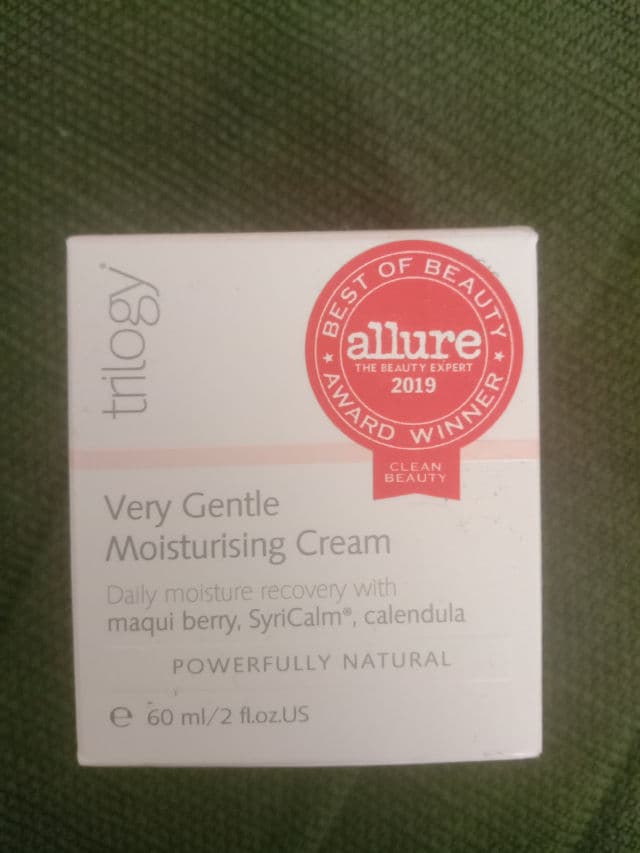 trilogy®
BEST OF BEAUTY
allure
THE BEAUTY EXPERT
2019
AWARD WINNER
CLEAN
BEAUTY
Very Gentle
Moisturising Cream
Daily moisture recovery with
maqui berry, SyriCalm®, calendula
POWERFULLY NATURAL
℮ 60 ml/2 fl.oz.US